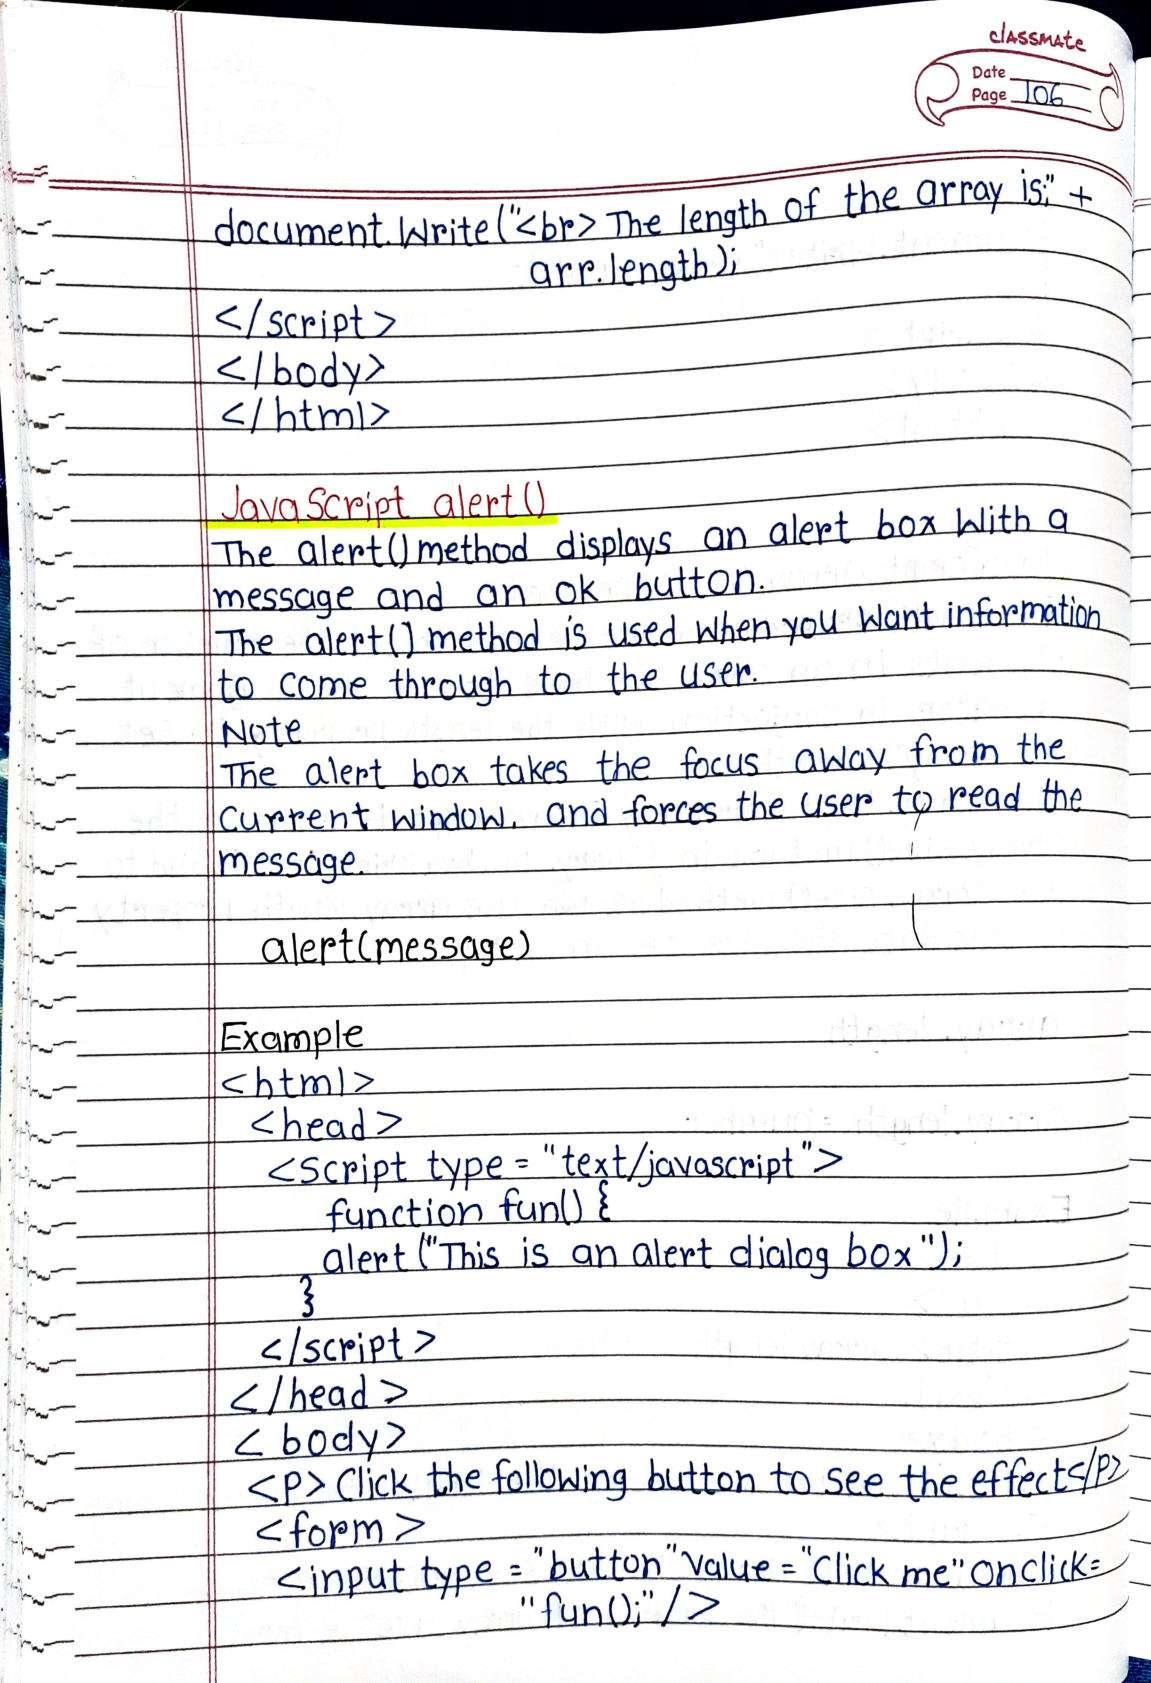 classmate
Date
Page 106
document.Write("<br> The length of the array is:" +
arr.length);
</script>
</body>
</html>
JavaScript alert()
The alert() method displays an alert box With a
message and an ok button.
The alert() method is used When you Want information
to come through to the user.
Note
The alert box takes the focus away from the
current window, and forces the user to read the
message.
alert(message)
Example
<html>
<head>
<script type = "text/javascript">
function fun() {
alert ("This is an alert dialog box");
}
</script>
</head>
<body>
<p> Click the following button to see the effect</p>
<form>
<input type = "button" value = "Click me" onclick=
"fun();" />